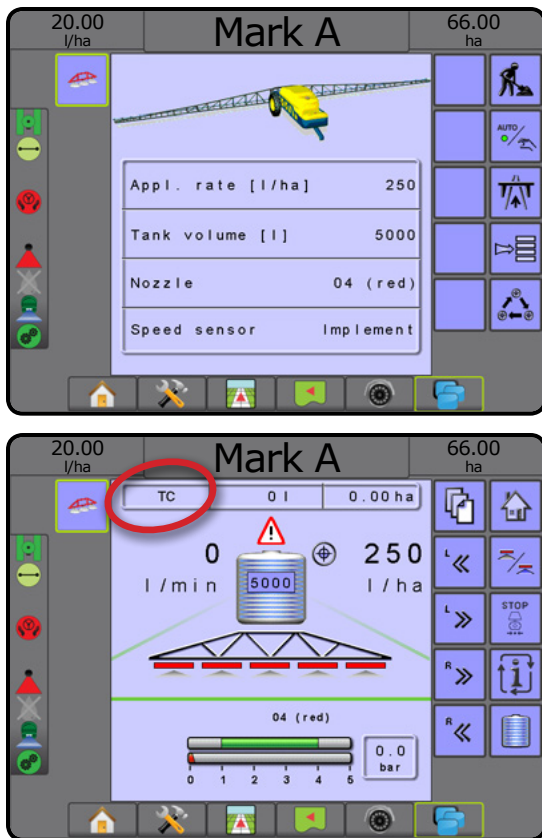 20.00 Mark A 66.00
l/ha ha
AUTO
Appl. rate [l/ha] 250
Tank volume [l] 5000
Nozzle 04 (red)
Speed sensor Implement
20.00 Mark A 66.00
l/ha ha
TC 0 l 0.00 ha
0 250
l/min 5000 l/ha
L
STOP
L
R
R
04 (red)
0.0
bar
0 1 2 3 4 5